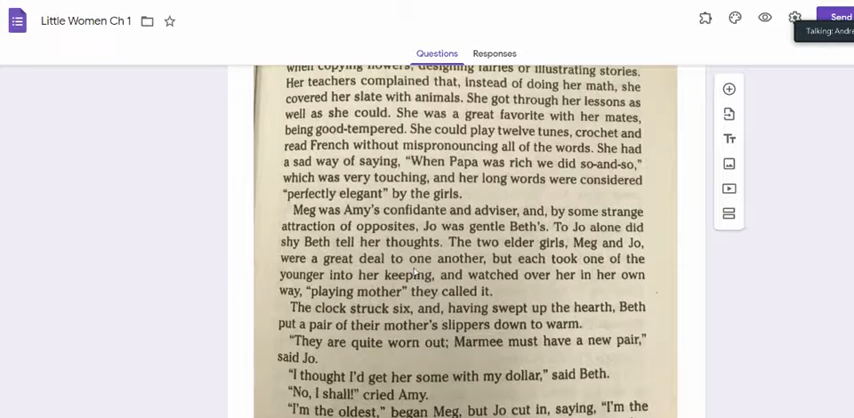 Little Women Ch 1
Send
Talking: Andre
Questions Responses
when copying flowers, designing fairies or illustrating stories.
Her teachers complained that, instead of doing her math, she
covered her slate with animals. She got through her lessons as
well as she could. She was a great favorite with her mates,
being good-tempered. She could play twelve tunes, crochet and
read French without mispronouncing all of the words. She had
a sad way of saying, “When Papa was rich we did so-and-so,”
which was very touching, and her long words were considered
“perfectly elegant” by the girls.
Meg was Amy’s confidante and adviser, and, by some strange
attraction of opposites, Jo was gentle Beth’s. To Jo alone did
shy Beth tell her thoughts. The two elder girls, Meg and Jo,
were a great deal to one another, but each took one of the
younger into her keeping, and watched over her in her own
way, “playing mother” they called it.
The clock struck six, and, having swept up the hearth, Beth
put a pair of their mother’s slippers down to warm.
“They are quite worn out; Marmee must have a new pair,”
said Jo.
“I thought I’d get her some with my dollar,” said Beth.
“No, I shall!” cried Amy.
“I’m the oldest,” began Meg, but Jo cut in, saying, “I’m the